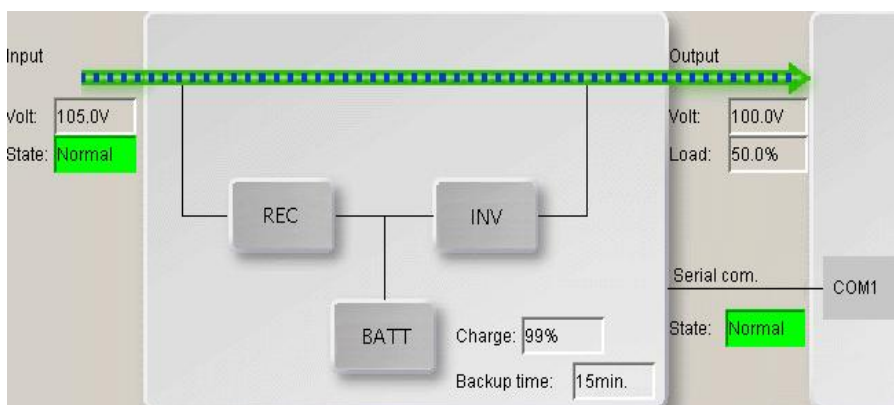 Input
Volt: 105.0V
State: Normal
REC
INV
BATT
Charge: 99%
Backup time: 15min.
Output
Volt: 100.0V
Load: 50.0%
Serial com.
COM1
State: Normal